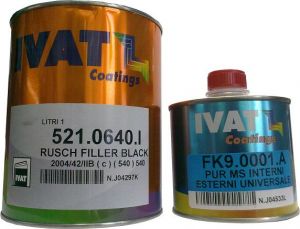 IVAT
Coatings
LITRI 1
521.0640.I
RUSCH FILLER BLACK
2004/42/IIB ( c ) ( 540 ) 540
IVAT
N.J04297K
IVAT
Coatings
FK9.0001.A
PUR MS INTERNI
ESTERNI UNIVERSALE
N.J04533L